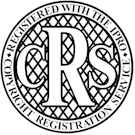 REGISTERED WITH THE IPRO
COPYRIGHT REGISTRATION SERVICE
CRS